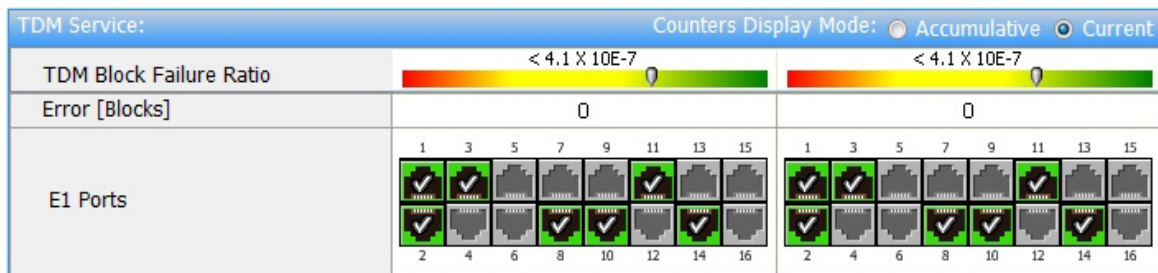 TDM Service: Counters Display Mode: Accumulative Current
TDM Block Failure Ratio < 4.1 X 10E-7 < 4.1 X 10E-7
Error [Blocks] 0 0
1 3 5 7 9 11 13 15 1 3 5 7 9 11 13 15
E1 Ports
2 4 6 8 10 12 14 16 2 4 6 8 10 12 14 16